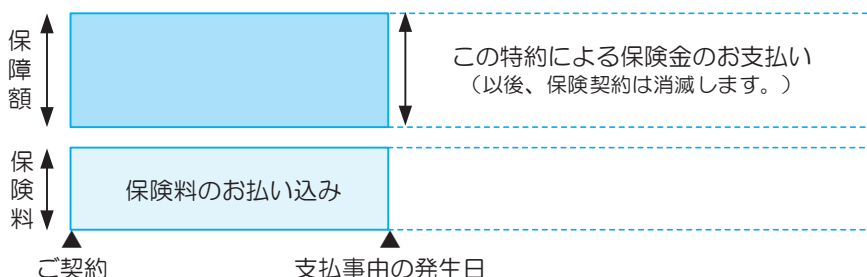 保障額
この特約による保険金のお支払い
（以後、保険契約は消滅します。）
保険料
保険料のお払い込み
ご契約
支払事由の発生日